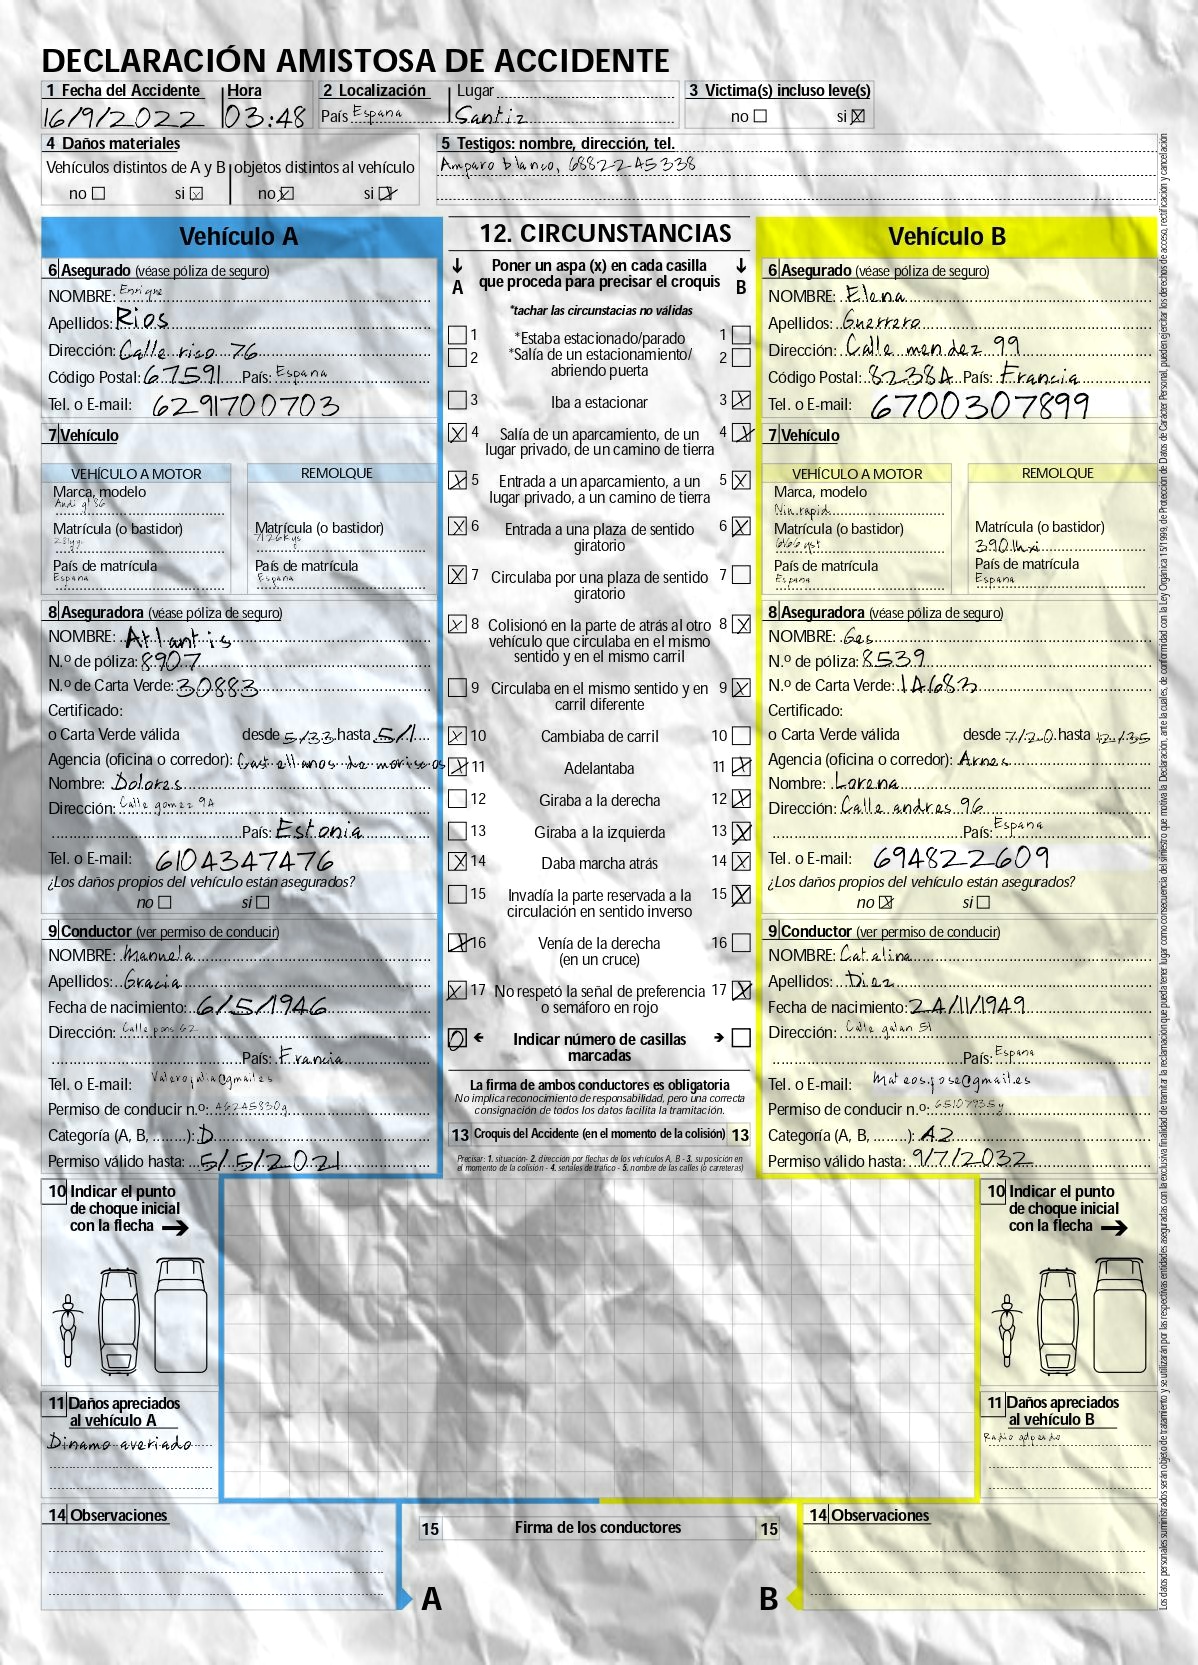 DECLARACIÓN AMISTOSA DE ACCIDENTE
1 Fecha del Accidente Hora 2 Localización Lugar 3 Victima(s) incluso leve(s)
16/9/2022 03:48 País Espana Santiz no si
4 Daños materiales 5 Testigos: nombre, dirección, tel.
Vehículos distintos de A y B objetos distintos al vehículo Amparo blanco, 6882245338
no si no si
Vehículo A
6 Asegurado (véase póliza de seguro)
NOMBRE: Enrique
Apellidos: Rios
Dirección: Calle rico 76
Código Postal: 67591 País: Espana
Tel. o E-mail: 6291700703
7 Vehículo
VEHÍCULO A MOTOR REMOLQUE
Marca, modelo
Matrícula (o bastidor) Matrícula (o bastidor)
7126kys
País de matrícula País de matrícula
Espana Espana
8 Aseguradora (véase póliza de seguro)
NOMBRE: Atlantis
N.º de póliza: 8907
N.º de Carta Verde: 30883
Certificado:
o Carta Verde válida desde 5/33 hasta 5/1
Agencia (oficina o corredor): Castellanos de moriscos
Nombre: Dolores
Dirección: Calle gomez 94
País: Estonia
Tel. o E-mail: 6104347476
¿Los daños propios del vehículo están asegurados?
no si
9 Conductor (ver permiso de conducir)
NOMBRE: Manuela
Apellidos: Gracia
Fecha de nacimiento: 6/5/1946
Dirección: Calle pons 62
País: Francia
Tel. o E-mail: Valerojulia@gmail.es
Permiso de conducir n.º: 46245830g
Categoría (A, B, ........): D
Permiso válido hasta: 5/5/2021
12. CIRCUNSTANCIAS
A Poner un aspa (x) en cada casilla que proceda para precisar el croquis B
*tachar las circunstacias no válidas
1 *Estaba estacionado/parado 1
2 *Salía de un estacionamiento/ 2
abriendo puerta
3 Iba a estacionar 3
4 Salía de un aparcamiento, de un 4
lugar privado, de un camino de tierra
5 Entrada a un aparcamiento, a un 5
lugar privado, a un camino de tierra
6 Entrada a una plaza de sentido 6
giratorio
7 Circulaba por una plaza de sentido 7
giratorio
8 Colisionó en la parte de atrás al otro 8
vehículo que circulaba en el mismo
sentido y en el mismo carril
9 Circulaba en el mismo sentido y en 9
carril diferente
10 Cambiaba de carril 10
11 Adelantaba 11
12 Giraba a la derecha 12
13 Giraba a la izquierda 13
14 Daba marcha atrás 14
15 Invadía la parte reservada a la 15
circulación en sentido inverso
16 Venía de la derecha 16
(en un cruce)
17 No respetó la señal de preferencia 17
o semáforo en rojo
0 Indicar número de casillas
marcadas
La firma de ambos conductores es obligatoria
No implica reconocimiento de responsabilidad, pero una correcta
consignación de todos los datos facilita la tramitación.
13 Croquis del Accidente (en el momento de la colisión) 13
Precisar: 1. situación- 2. dirección por flechas de los vehículos A, B - 3. su posición en
el momento de la colisión - 4. señales de tráfico - 5. nombre de las calles (o carreteras)
Vehículo B
6 Asegurado (véase póliza de seguro)
NOMBRE: Elena
Apellidos: Guerrero
Dirección: Calle mendez 99
Código Postal: 82384 País: Francia
Tel. o E-mail: 6700307899
7 Vehículo
VEHÍCULO A MOTOR REMOLQUE
Marca, modelo
Nin rapid
Matrícula (o bastidor) Matrícula (o bastidor)
6166yst 390lhxi
País de matrícula País de matrícula
Espana Espana
8 Aseguradora (véase póliza de seguro)
NOMBRE: Ges
N.º de póliza: 8539
N.º de Carta Verde: 14683
Certificado:
o Carta Verde válida desde 7/20 hasta 12/35
Agencia (oficina o corredor): Arnes
Nombre: Lorena
Dirección: Calle andres 96
País: Espana
Tel. o E-mail: 694822609
¿Los daños propios del vehículo están asegurados?
no si
9 Conductor (ver permiso de conducir)
NOMBRE: Catalina
Apellidos: Diez
Fecha de nacimiento: 24/11/1949
Dirección: Calle galan 51
País: Espana
Tel. o E-mail: Mateosjose@gmail.es
Permiso de conducir n.º: 65107935y
Categoría (A, B, ........): A2
Permiso válido hasta: 9/7/2032
10 Indicar el punto
de choque inicial
con la flecha
10 Indicar el punto
de choque inicial
con la flecha
11 Daños apreciados
al vehículo A
Dinamo averiado
11 Daños apreciados
al vehículo B
Radio golpeado
14 Observaciones
15 Firma de los conductores 15
14 Observaciones
A B
Los datos personales suministrados serán objeto de tratamiento y se utilizarán por las respectivas entidades aseguradas con la exclusiva finalidad de tramitar la reclamación que pueda tener lugar como consecuencia del siniestro que motiva la Declaración, ante la cuales, de conformidad con la Ley Orgánica 15/1999, de Protección de Datos de Carácter Personal, pueden ejercitar los derechos de acceso, rectificación y cancelación